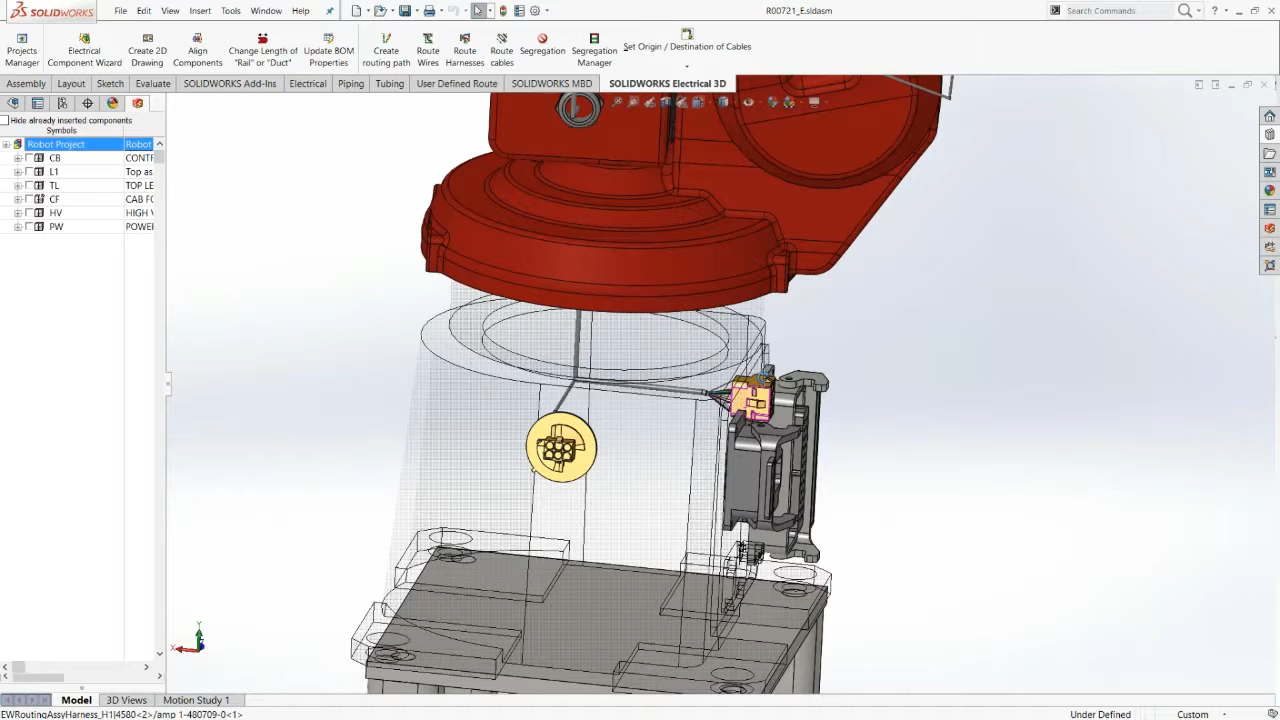 SOLIDWORKS File Edit View Insert Tools Window Help R00721_E.sldasm Search Commands
Projects Manager
Electrical Component Wizard
Create 2D Drawing
Align Components
Change Length of "Rail" or "Duct"
Update BOM Properties
Create routing path
Route Wires
Route Harnesses
Route cables
Segregation
Segregation Manager
Set Origin / Destination of Cables
Assembly Layout Sketch Evaluate SOLIDWORKS Add-Ins Electrical Piping Tubing User Defined Route SOLIDWORKS MBD SOLIDWORKS Electrical 3D
Hide already inserted components
Symbols
Robot Project Robot
CB CONTF
L1 Top as
TL TOP LE
CF CAB FO
HV HIGH V
PW POWER
Y
X
Model 3D Views Motion Study 1
EWRoutingAssyHarness_H1|4580<2>/amp 1-480709-0<1> Under Defined Custom